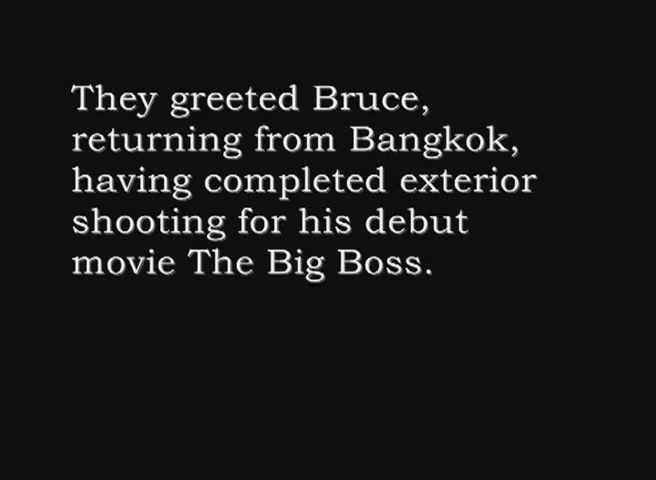 They greeted Bruce,
returning from Bangkok,
having completed exterior
shooting for his debut
movie The Big Boss.